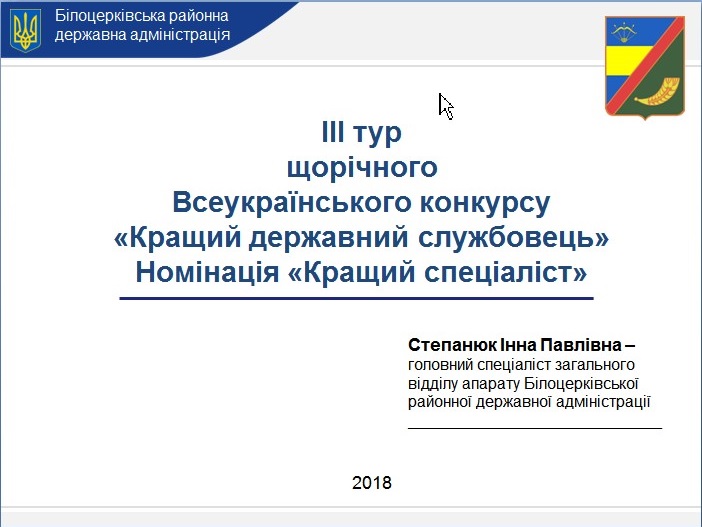 Білоцерківська районна
державна адміністрація
ІІІ тур
щорічного
Всеукраїнського конкурсу
«Кращий державний службовець»
Номінація «Кращий спеціаліст»
Степанюк Інна Павлівна –
головний спеціаліст загального
відділу апарату Білоцерківської
районної державної адміністрації
2018